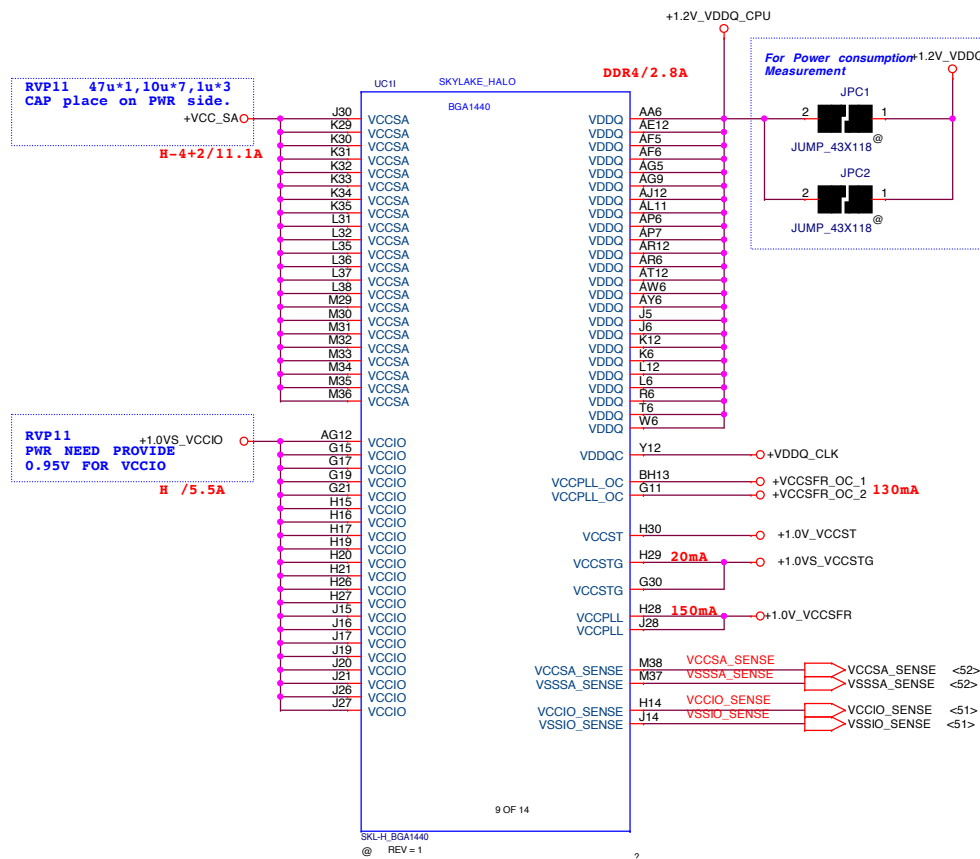 +1.2V_VDDQ_CPU
For Power consumption
Measurement
+1.2V_VDDQ
JPC1
2 1
@
JUMP_43X118
JPC2
2 1
@
JUMP_43X118
RVP11 47u*1,10u*7,1u*3
CAP place on PWR side.
+VCC_SA
H-4+2/11.1A
RVP11
+1.0VS_VCCIO
PWR NEED PROVIDE
0.95V FOR VCCIO
H /5.5A
UC1I SKYLAKE_HALO
DDR4/2.8A
BGA1440
J30 VCCSA VDDQ AA6
K29 VCCSA VDDQ AE12
K30 VCCSA VDDQ AF5
K31 VCCSA VDDQ AF6
K32 VCCSA VDDQ AG5
K33 VCCSA VDDQ AG9
K34 VCCSA VDDQ AJ12
K35 VCCSA VDDQ AL11
L31 VCCSA VDDQ AP6
L32 VCCSA VDDQ AP7
L35 VCCSA VDDQ AR12
L36 VCCSA VDDQ AR6
L37 VCCSA VDDQ AT12
L38 VCCSA VDDQ AW6
M29 VCCSA VDDQ AY6
M30 VCCSA VDDQ J5
M31 VCCSA VDDQ J6
M32 VCCSA VDDQ K12
M33 VCCSA VDDQ K6
M34 VCCSA VDDQ L12
M35 VCCSA VDDQ L6
M36 VCCSA VDDQ R6
VDDQ T6
VDDQ W6
AG12 VCCIO
G15 VCCIO VDDQC Y12 +VDDQ_CLK
G17 VCCIO
G19 VCCIO VCCPLL_OC BH13 +VCCSFR_OC_1
G21 VCCIO VCCPLL_OC G11 +VCCSFR_OC_2 130mA
H15 VCCIO
H16 VCCIO
H17 VCCIO VCCST H30 +1.0V_VCCST
H19 VCCIO
H20 VCCIO VCCSTG H29 20mA +1.0VS_VCCSTG
H21 VCCIO
H26 VCCIO VCCSTG G30
H27 VCCIO
J15 VCCIO VCCPLL H28 150mA +1.0V_VCCSFR
J16 VCCIO VCCPLL J28
J17 VCCIO
J19 VCCIO
J20 VCCIO VCCSA_SENSE M38 VCCSA_SENSE VCCSA_SENSE <52>
J21 VCCIO VSSSA_SENSE M37 VSSSA_SENSE VSSSA_SENSE <52>
J26 VCCIO
J27 VCCIO VCCIO_SENSE H14 VCCIO_SENSE VCCIO_SENSE <51>
VSSIO_SENSE J14 VSSIO_SENSE VSSIO_SENSE <51>
9 OF 14
SKL-H_BGA1440
@ REV = 1
?